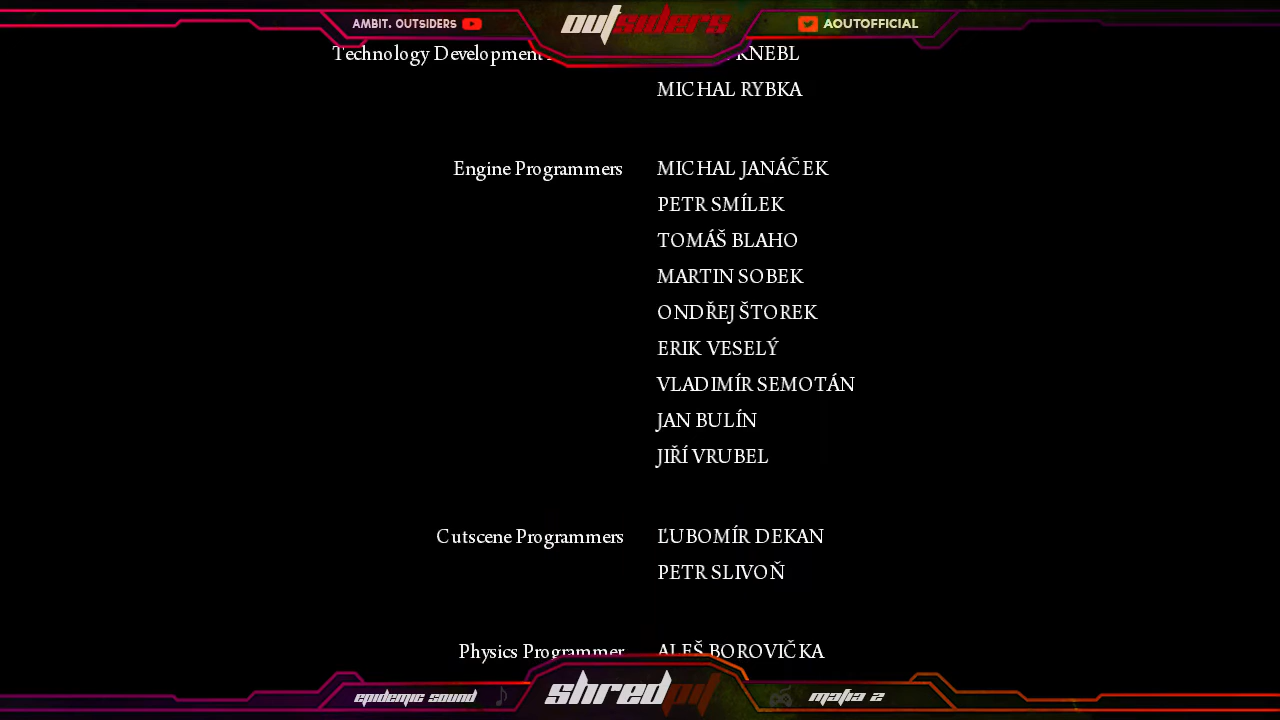 AMBIT. OUTSIDERS
outsiders
AOUTOFFICIAL
Technology Development KNEBL
MICHAL RYBKA
Engine Programmers MICHAL JANÁČEK
PETR SMÍLEK
TOMÁŠ BLAHO
MARTIN SOBEK
ONDŘEJ ŠTOREK
ERIK VESELÝ
VLADIMÍR SEMOTÁN
JAN BULÍN
JIŘÍ VRUBEL
Cutscene Programmers ĽUBOMÍR DEKAN
PETR SLIVOŇ
Physics Programmer ALEŠ BOROVIČKA
epidemic sound
shredpit
mafia 2